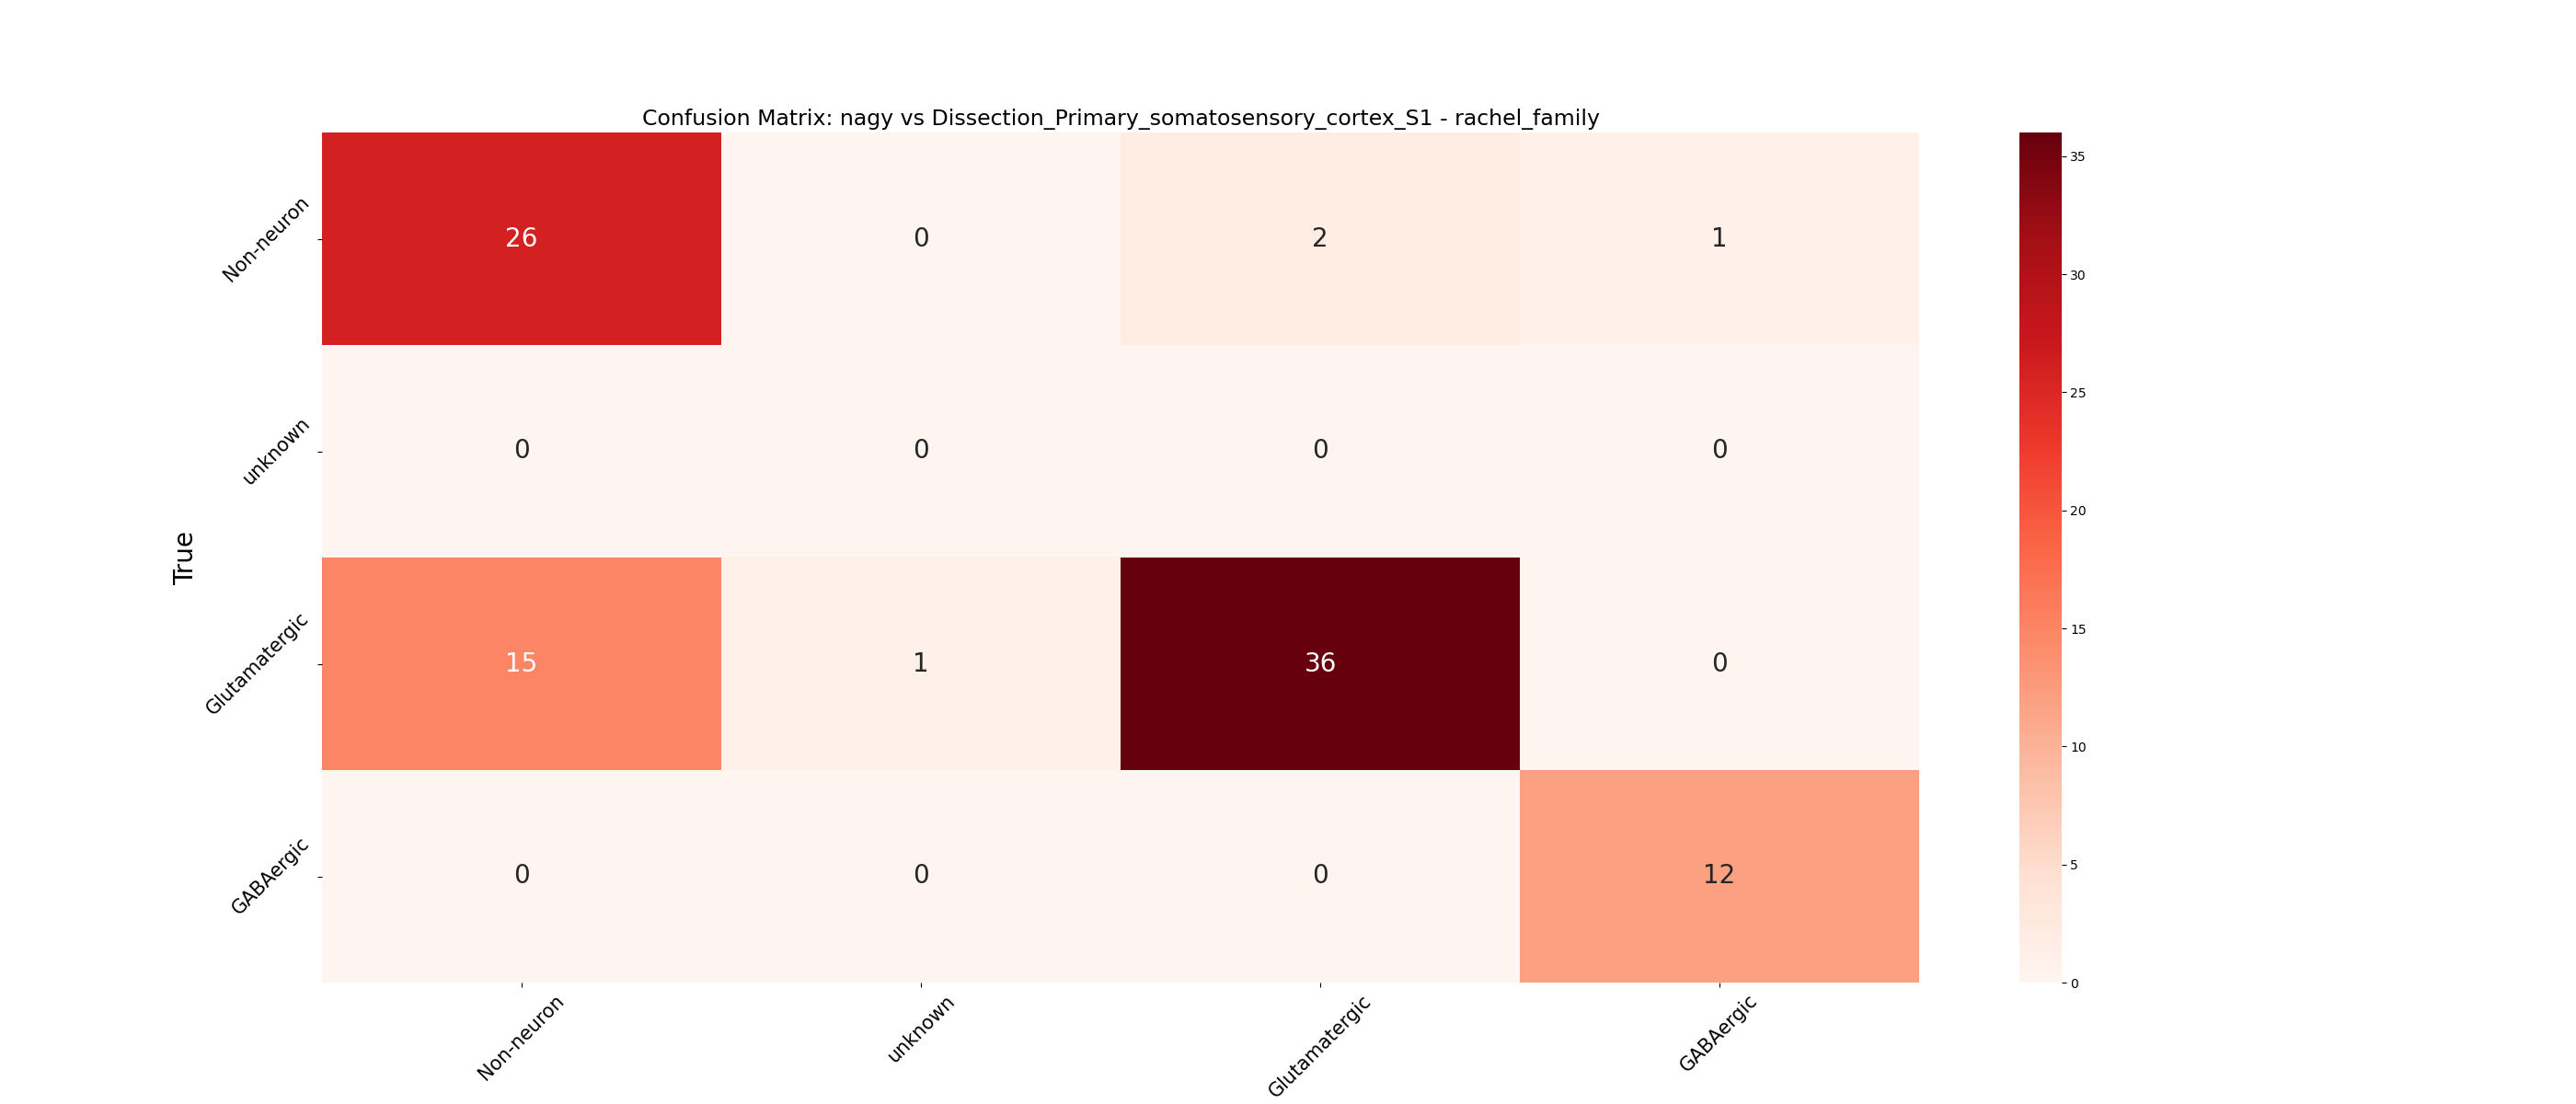 Confusion Matrix: nagy vs Dissection_Primary_somatosensory_cortex_S1 - rachel_family
True
Non-neuron
26 0 2 1
unknown
0 0 0 0
Glutamatergic
15 1 36 0
GABAergic
0 0 0 12
Non-neuron unknown Glutamatergic GABAergic
35
30
25
20
15
10
5
0